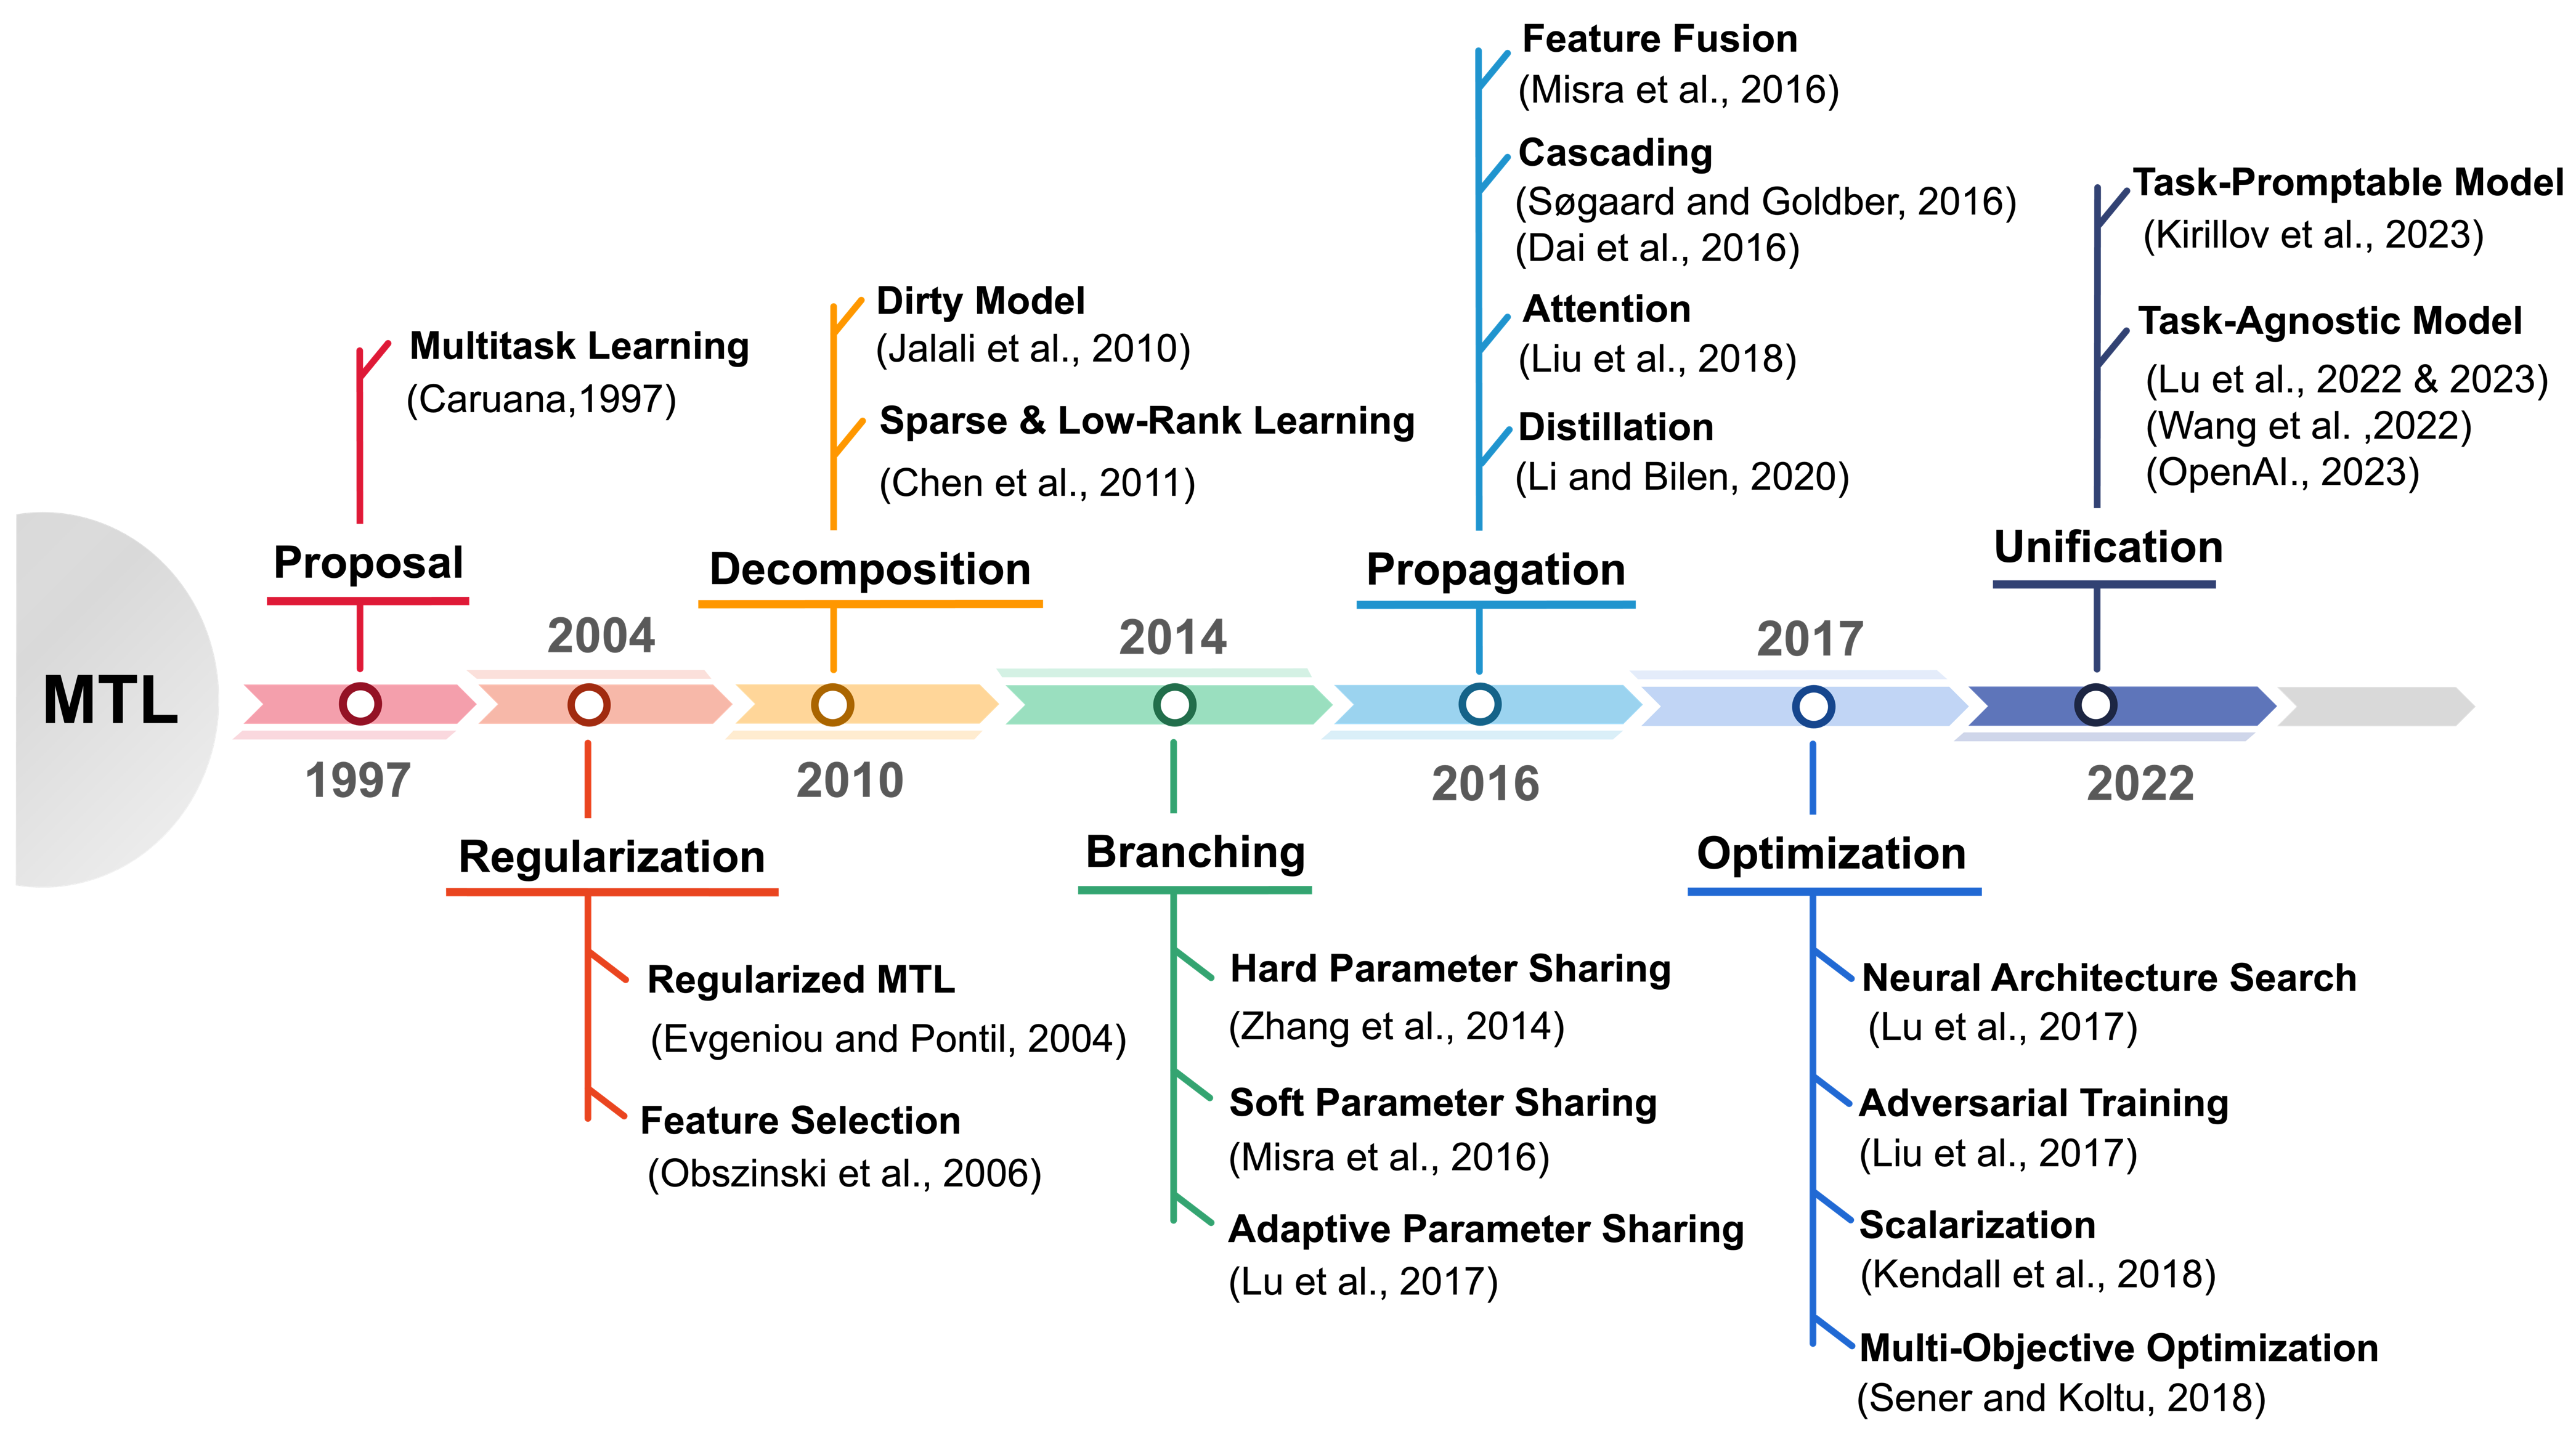 MTL
Proposal
1997
Multitask Learning
(Caruana,1997)
2004
Regularization
Regularized MTL
(Evgeniou and Pontil, 2004)
Feature Selection
(Obszinski et al., 2006)
Decomposition
2010
Dirty Model
(Jalali et al., 2010)
Sparse & Low-Rank Learning
(Chen et al., 2011)
2014
Branching
Hard Parameter Sharing
(Zhang et al., 2014)
Soft Parameter Sharing
(Misra et al., 2016)
Adaptive Parameter Sharing
(Lu et al., 2017)
Propagation
2016
Feature Fusion
(Misra et al., 2016)
Cascading
(Søgaard and Goldber, 2016)
(Dai et al., 2016)
Attention
(Liu et al., 2018)
Distillation
(Li and Bilen, 2020)
2017
Optimization
Neural Architecture Search
(Lu et al., 2017)
Adversarial Training
(Liu et al., 2017)
Scalarization
(Kendall et al., 2018)
Multi-Objective Optimization
(Sener and Koltu, 2018)
Unification
2022
Task-Promptable Model
(Kirillov et al., 2023)
Task-Agnostic Model
(Lu et al., 2022 & 2023)
(Wang et al. ,2022)
(OpenAI., 2023)